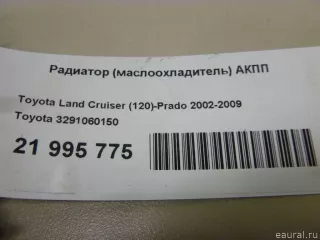 Радиатор (маслоохладитель) АКПП
Toyota Land Cruiser (120)-Prado 2002-2009
Toyota 3291060150
21 995 775
eaural.ru